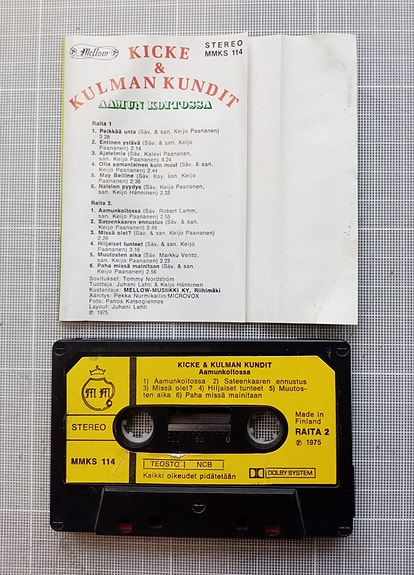 Mellow
STEREO
MMKS 114
KICKE
&
KULMAN KUNDIT
AAMUN KOITOSSA
Raita 1
1. Peikkää unta (Säv. & san. Keijo Paananen)
3.28
2. Entinen ystävä (Säv. & san. Keijo
Paananen) 2.14
3. Ajatelmia (Säv. Kalevi Paananen,
san. Keijo Paananen) 4.24
4. Olla samanlainen kuin muut (Säv. &
san. Keijo Paananen) 2.44
5. May Belline (Säv. Kay, san. Keijo
Paananen) 2.36
6. Naisten pyydys (Säv. & san. Keijo
Paananen) 2.33
Raita 2.
1. Aamunkoitossa (Säv. Robert Lamm,
san. Keijo Paananen) 2.55
2. Sateenkaaren ennustus (Säv. & san.
Keijo Paananen) 3.49
3. Missä olet? (Säv. & san. Keijo Paananen)
2.26
4. Hiljaiset tunteet (Säv. & san. Keijo
Paananen) 3.16
5. Muutosten aika (Säv. Markku Vento,
san. Keijo Paananen) 2.23
6. Paha missä mainitaan (Säv. & san. Keijo
Paananen) 2.56
Sovitukset: Tommy Nordström
Tuottaja: Juhani Lahti & Keijo Hänninen
Kustantaja: MELLOW-MUSIIKKI KY, Riihimäki
Äänitys: Pekka Nurmikallio/MICROVOX
Foto: Panos Katsogiannos
Layout: Juhani Lahti
℗ 1975
KICKE & KULMAN KUNDIT
Aamunkoitossa
1) Aamunkoitossa 2) Sateenkaaren ennustus
3) Missä olet? 4) Hiljaiset tunteet 5) Muutos-
ten aika 6) Paha missä mainitaan
M M
STEREO
MMKS 114
100 50 0
Made in
Finland
RAITA 2
℗ 1975
TEOSTO NCB
DOLBY SYSTEM
Kaikki oikeudet pidätetään